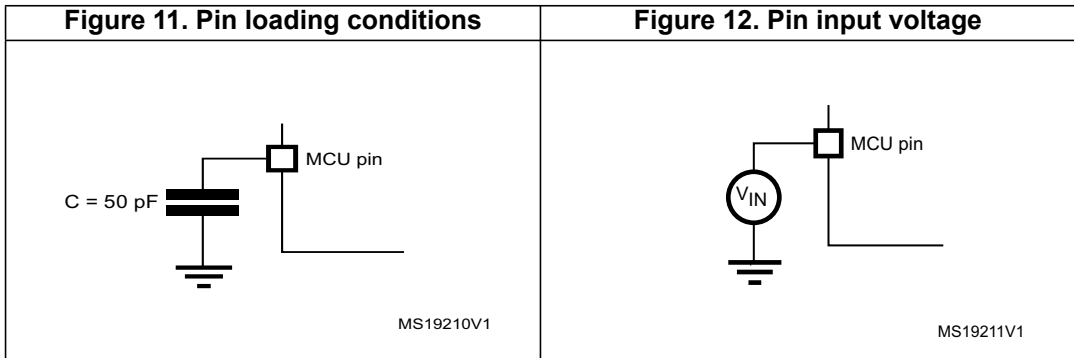 Figure 11. Pin loading conditions
Figure 12. Pin input voltage
MCU pin
C = 50 pF
MS19210V1
MCU pin
VIN
MS19211V1